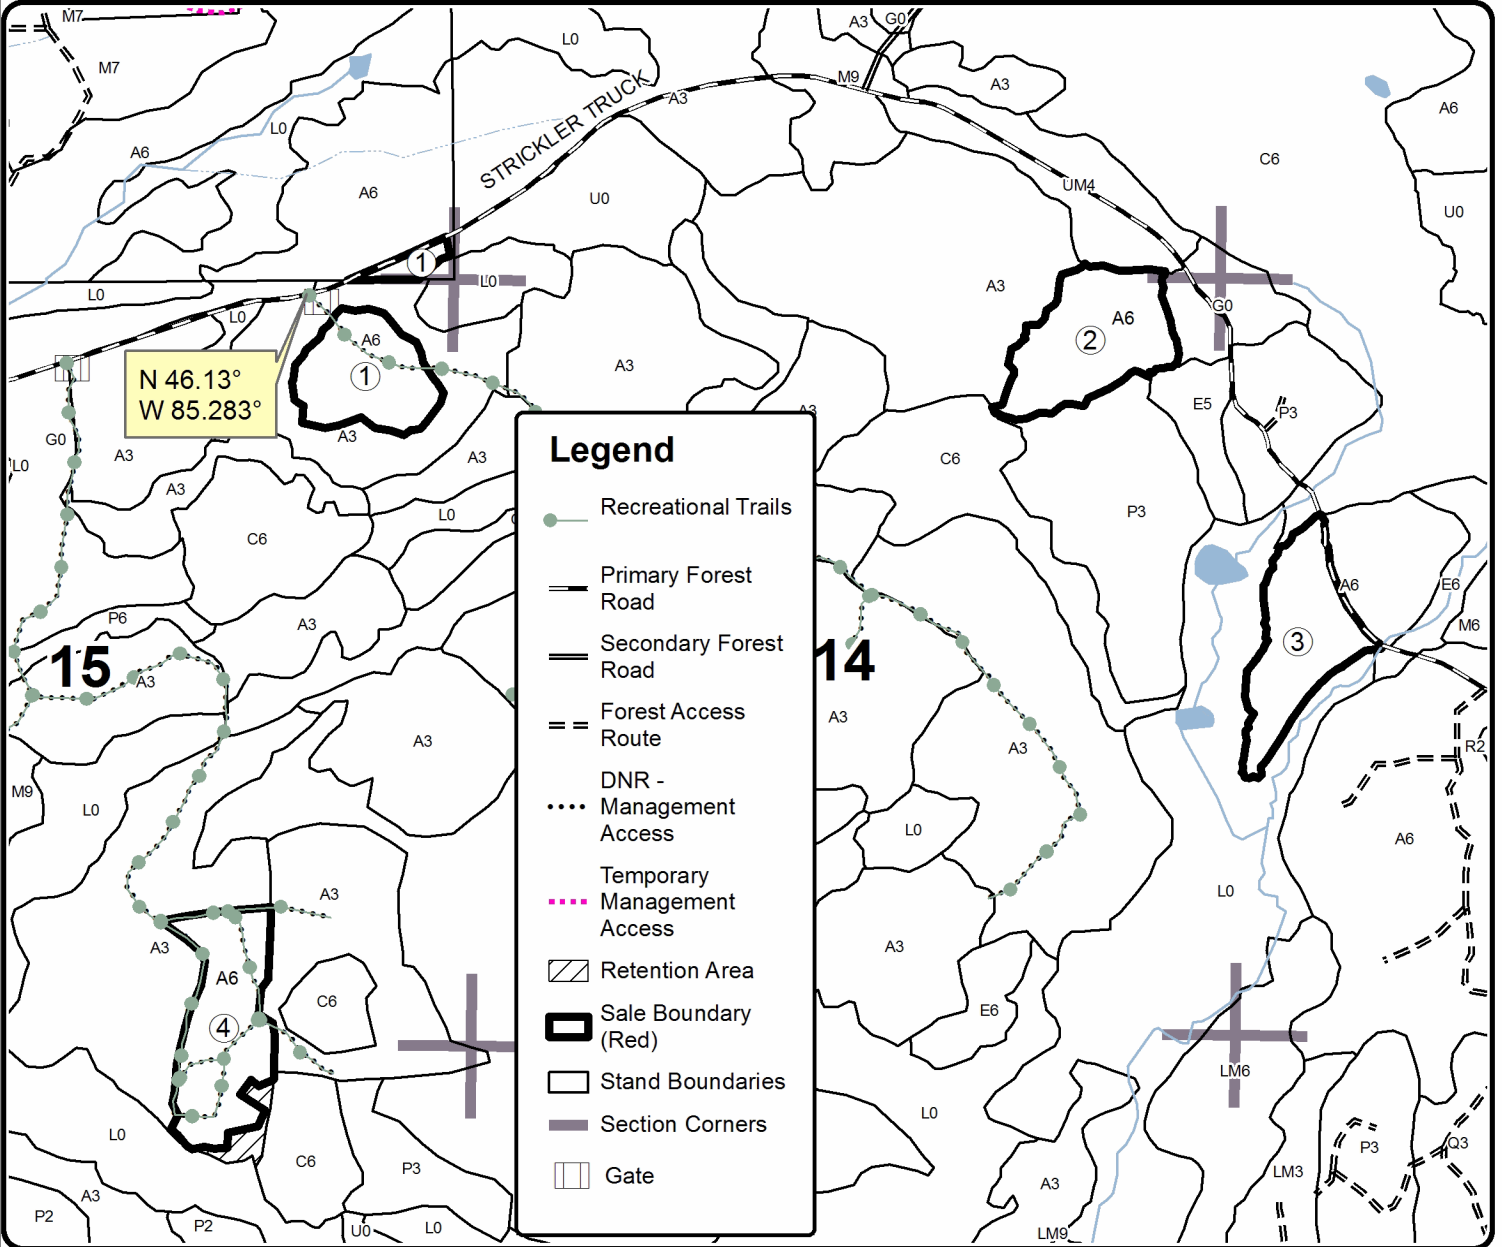 M7
A3
G0
L0
M7
M9
A3
A3
A6
STRICKLER TRUCK
L0
A6
C6
A6
UM4
U0
U0
1
L0
A3
L0
G0
L0
A6
A6
2
N 46.13°
W 85.283°
1
A3
E5
P3
A3
A3
G0
A3
A3
C6
L0
A3
L0
P3
C6
Legend
Recreational Trails
Primary Forest
Road
Secondary Forest
Road
Forest Access
Route
DNR -
Management
Access
Temporary
Management
Access
Retention Area
Sale Boundary
(Red)
Stand Boundaries
Section Corners
Gate
A6
E6
P6
A3
M6
3
15
14
A3
A3
A3
A3
R2
M9
L0
L0
A6
A3
L0
A3
A3
A6
C6
E6
4
LM6
L0
L0
C6
P3
P3
Q3
LM3
A3
A3
P2
P2
U0
L0
LM9